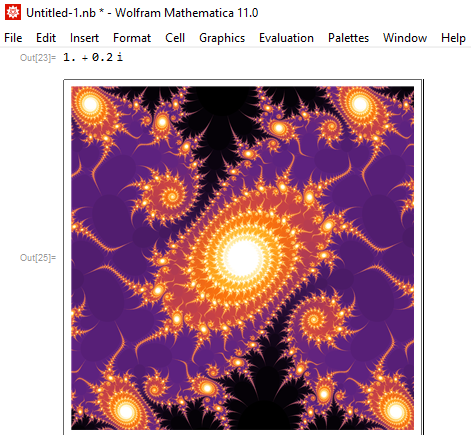 Untitled-1.nb * - Wolfram Mathematica 11.0
File Edit Insert Format Cell Graphics Evaluation Palettes Window Help
Out[23]= 1. + 0.2 i
Out[25]=